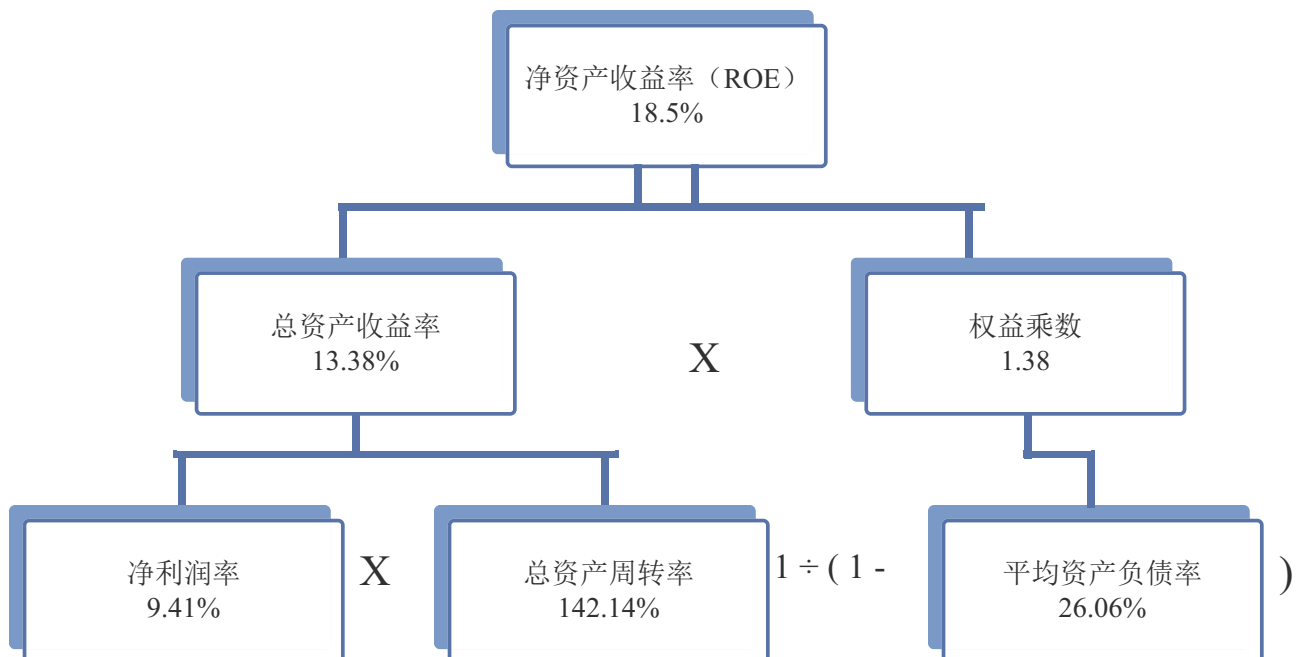 净资产收益率（ROE）
18.5%
总资产收益率
13.38%
X
权益乘数
1.38
净利润率
9.41%
X
总资产周转率
142.14%
1 ÷ ( 1 -
平均资产负债率
26.06%
)